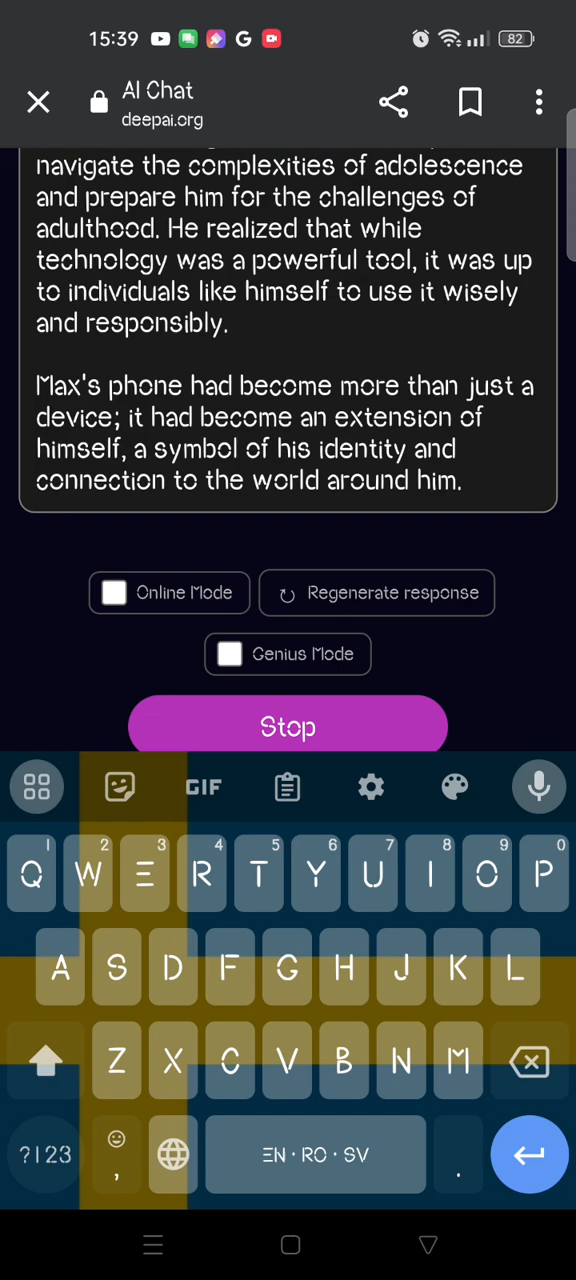 15:39 G 82
AI Chat
deepai.org
navigate the complexities of adolescence
and prepare him for the challenges of
adulthood. He realized that while
technology was a powerful tool, it was up
to individuals like himself to use it wisely
and responsibly.
Max's phone had become more than just a
device; it had become an extension of
himself, a symbol of his identity and
connection to the world around him.
Online Mode Regenerate response
Genius Mode
Stop
GIF
1 2 3 4 5 6 7 8 9 0
Q W E R T Y U I O P
A S D F G H J K L
Z X C V B N M
?123 , EN · RO · SV .